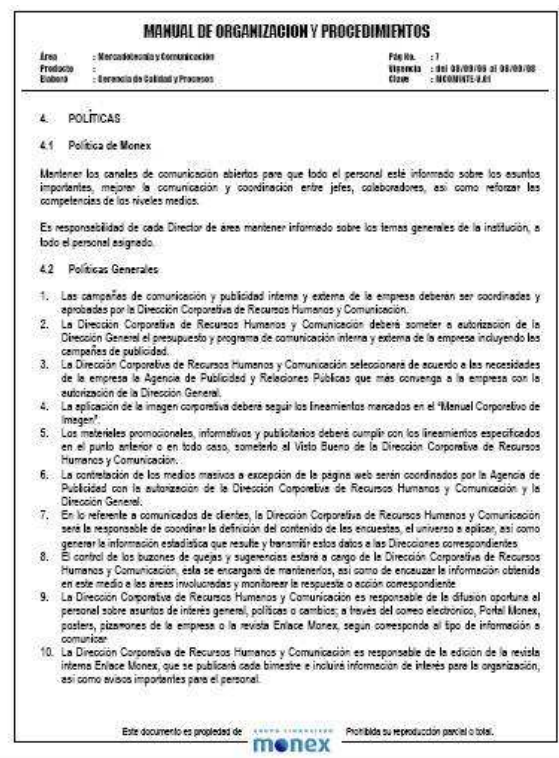 MANUAL DE ORGANIZACION Y PROCEDIMIENTOS
Área : Mercadotecnia y Comunicación
Pág No. : 7
Producto :
Vigencia : del 08/09/06 al 08/09/08
Elaboró : Gerencia de Calidad y Procesos
Clave : MCOMINTE-V.01
4. POLÍTICAS
4.1 Política de Monex
Mantener los canales de comunicación abiertos para que todo el personal esté informado sobre los asuntos
importantes, mejorar la comunicación y coordinación entre jefes, colaboradores, así como reforzar las
competencias de los niveles medios.
Es responsabilidad de cada Director de área mantener informado sobre los temas generales de la institución, a
todo el personal asignado.
4.2 Políticas Generales
1. Las campañas de comunicación y publicidad interna y externa de la empresa deberán ser coordinadas y
aprobadas por la Dirección Corporativa de Recursos Humanos y Comunicación.
2. La Dirección Corporativa de Recursos Humanos y Comunicación deberá someter a autorización de la
Dirección General el presupuesto y programa de comunicación interna y externa de la empresa incluyendo las
campañas de publicidad.
3. La Dirección Corporativa de Recursos Humanos y Comunicación seleccionará de acuerdo a las necesidades
de la empresa la Agencia de Publicidad y Relaciones Públicas que más convenga a la empresa con la
autorización de la Dirección General.
4. La aplicación de la imagen corporativa deberá seguir los lineamientos marcados en el "Manual Corporativo de
Imagen".
5. Los materiales promocionales, informativos y publicitarios deberá cumplir con los lineamientos especificados
en el punto anterior o en todo caso, someterlo al Visto Bueno de la Dirección Corporativa de Recursos
Humanos y Comunicación.
6. La contratación de los medios masivos a excepción de la página web serán coordinados por la Agencia de
Publicidad con la autorización de la Dirección Corporativa de Recursos Humanos y Comunicación y la
Dirección General.
7. En lo referente a comunicados de clientes, la Dirección Corporativa de Recursos Humanos y Comunicación
será la responsable de coordinar la definición del contenido de las encuestas, el universo a aplicar, así como
generar la información estadística que resulte y transmitir estos datos a las Direcciones correspondientes
8. El control de los buzones de quejas y sugerencias estará a cargo de la Dirección Corporativa de Recursos
Humanos y Comunicación, esta se encargará de mantenerlos, así como de encauzar la información obtenida
en este medio a las áreas involucradas y monitorear la respuesta o acción correspondiente
9. La Dirección Corporativa de Recursos Humanos y Comunicación es responsable de la difusión oportuna al
personal sobre asuntos de interés general, políticas o cambios; a través del correo electrónico, Portal Monex,
posters, pizarrones de la empresa o la revista Enlace Monex, según corresponda al tipo de información a
comunicar
10. La Dirección Corporativa de Recursos Humanos y Comunicación es responsable de la edición de la revista
interna Enlace Monex, que se publicará cada bimestre e incluirá información de interés para la organización,
así como avisos importantes para el personal.
Este documento es propiedad de
GRUPO FINANCIERO
monex
Prohibida su reproducción parcial o total.